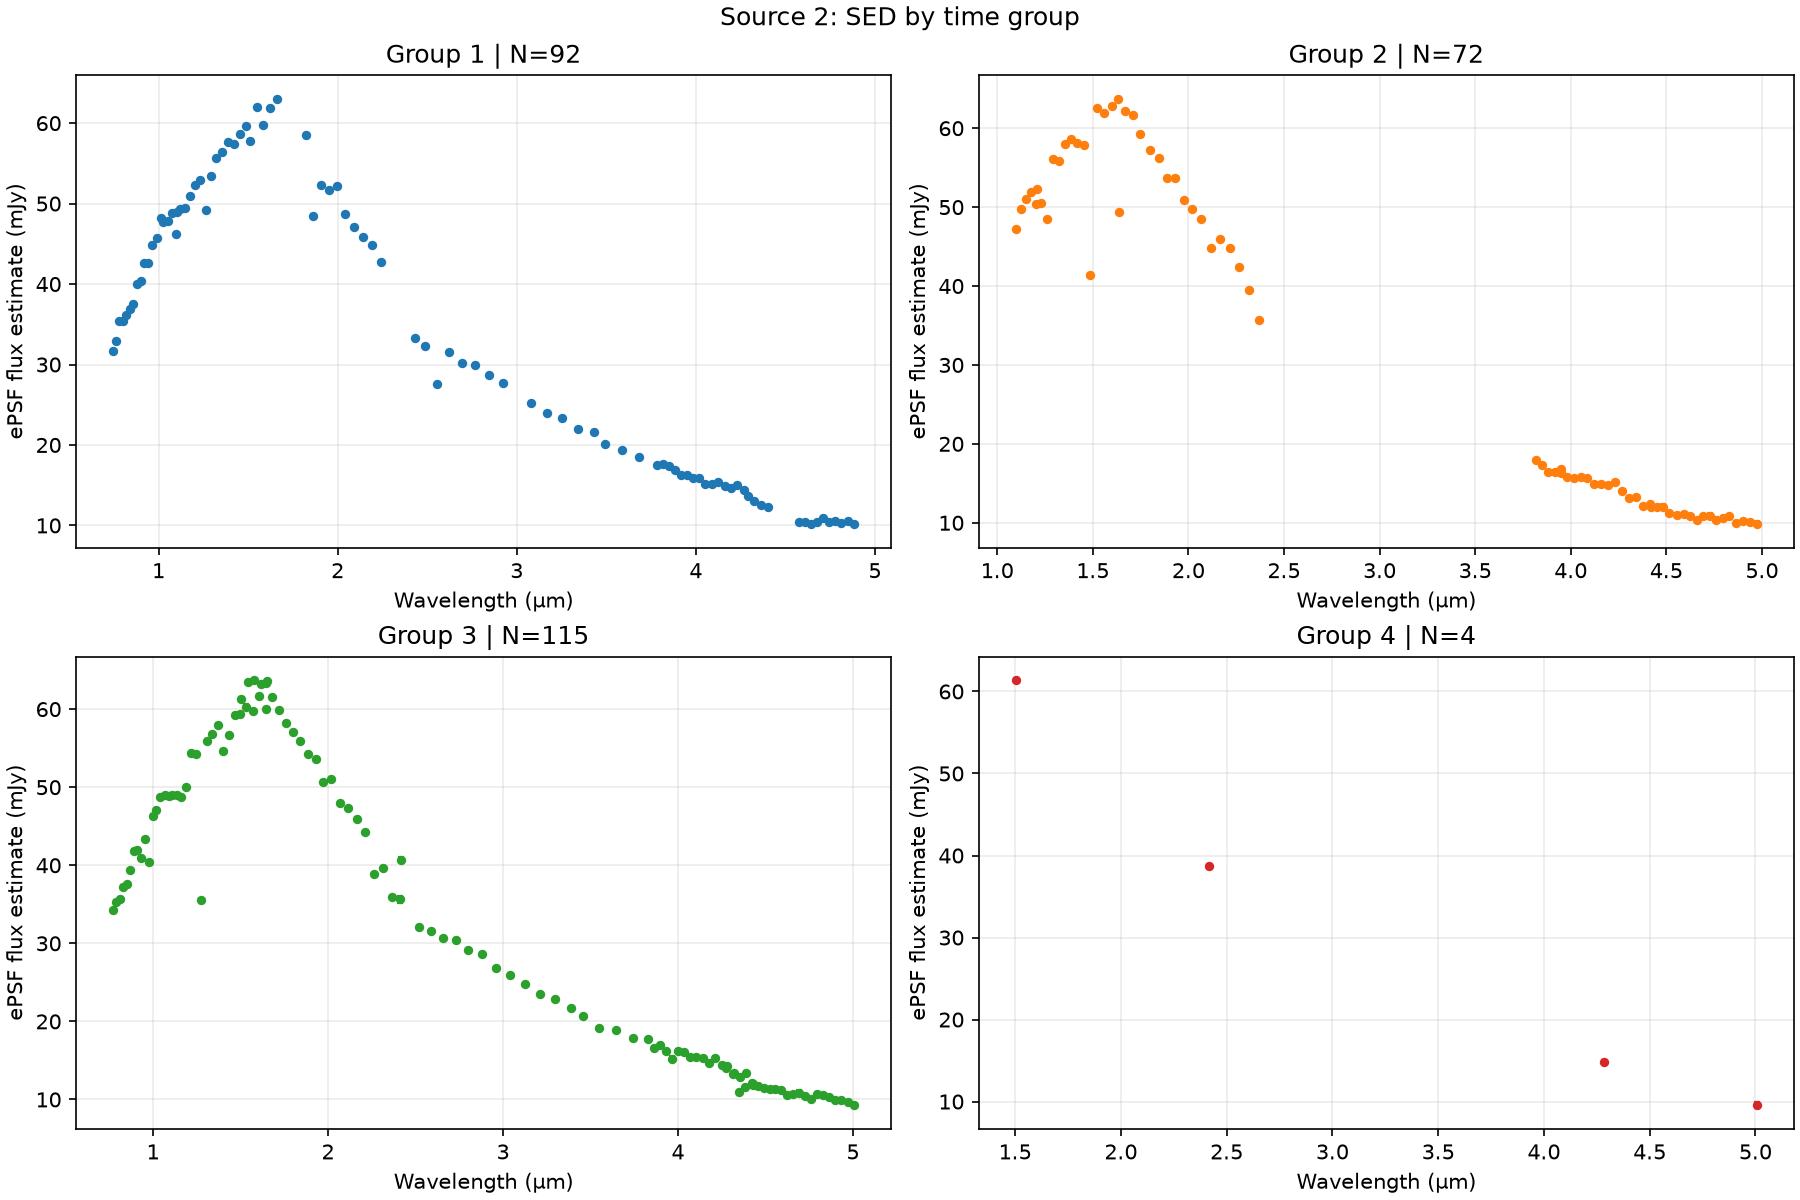 Source 2: SED by time group
Group 1 | N=92
ePSF flux estimate (mJy)
60
50
40
30
20
10
1 2 3 4 5
Wavelength (μm)
Group 2 | N=72
ePSF flux estimate (mJy)
60
50
40
30
20
10
1.0 1.5 2.0 2.5 3.0 3.5 4.0 4.5 5.0
Wavelength (μm)
Group 3 | N=115
ePSF flux estimate (mJy)
60
50
40
30
20
10
1 2 3 4 5
Wavelength (μm)
Group 4 | N=4
ePSF flux estimate (mJy)
60
50
40
30
20
10
1.5 2.0 2.5 3.0 3.5 4.0 4.5 5.0
Wavelength (μm)